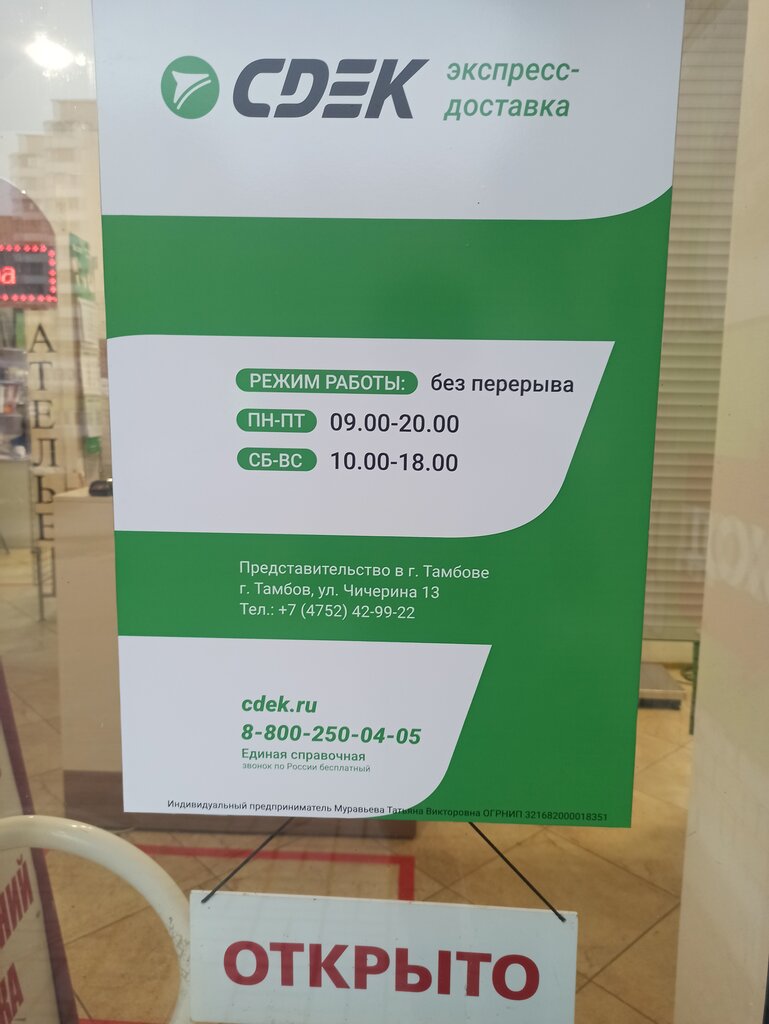 CDEK экспресс-
доставка
РЕЖИМ РАБОТЫ: без перерыва
ПН-ПТ 09.00-20.00
СБ-ВС 10.00-18.00
Представительство в г. Тамбове
г. Тамбов, ул. Чичерина 13
Тел.: +7 (4752) 42-99-22
cdek.ru
8-800-250-04-05
Единая справочная
звонок по России бесплатный
Индивидуальный предприниматель Муравьева Татьяна Викторовна ОГРНИП 321682000018351
ОТКРЫТО
АТЕЛЬЕ